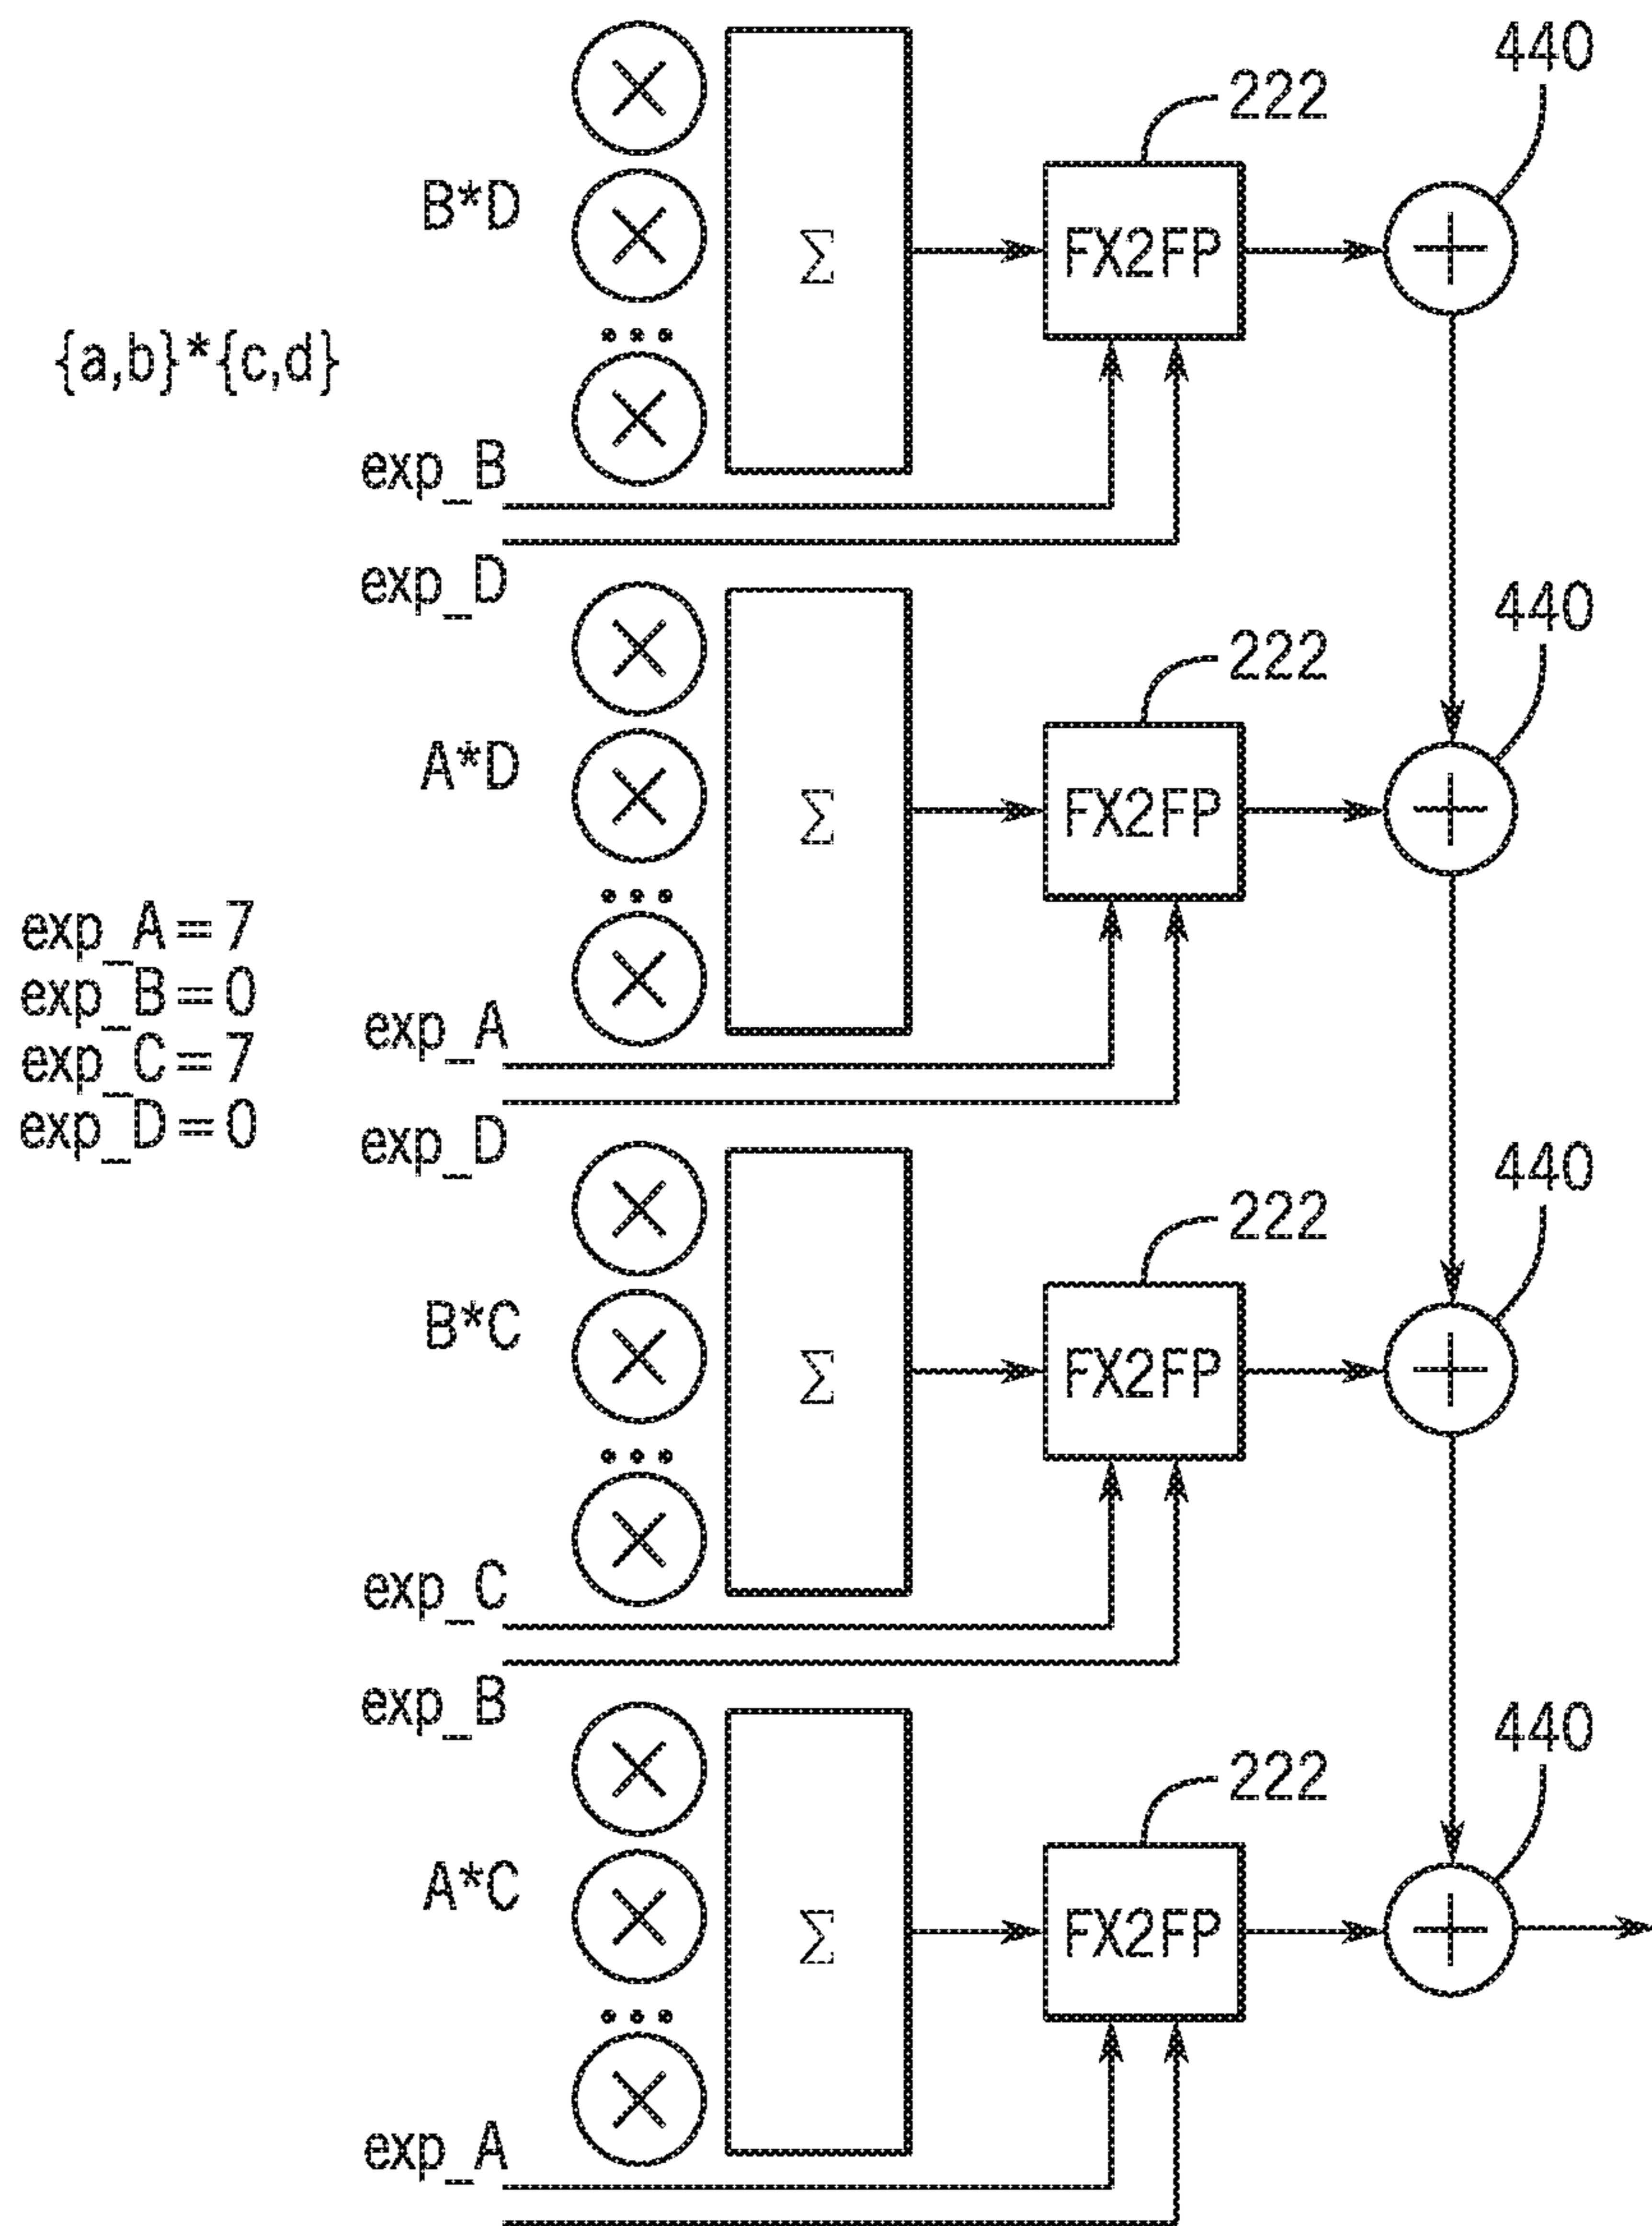 440
222
B*D
Σ
FX2FP
+
{a,b}*{c,d}
exp_B
exp_D
440
222
A*D
Σ
FX2FP
+
exp_A = 7
exp_B = 0
exp_C = 7
exp_D = 0
exp_A
exp_D
440
222
B*C
Σ
FX2FP
+
exp_C
exp_B
440
222
A*C
Σ
FX2FP
+
exp_A